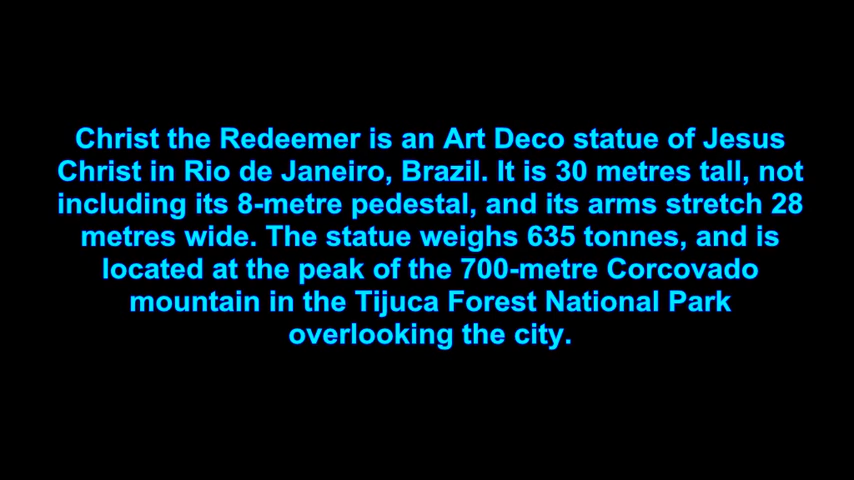 Christ the Redeemer is an Art Deco statue of Jesus
Christ in Rio de Janeiro, Brazil. It is 30 metres tall, not
including its 8-metre pedestal, and its arms stretch 28
metres wide. The statue weighs 635 tonnes, and is
located at the peak of the 700-metre Corcovado
mountain in the Tijuca Forest National Park
overlooking the city.